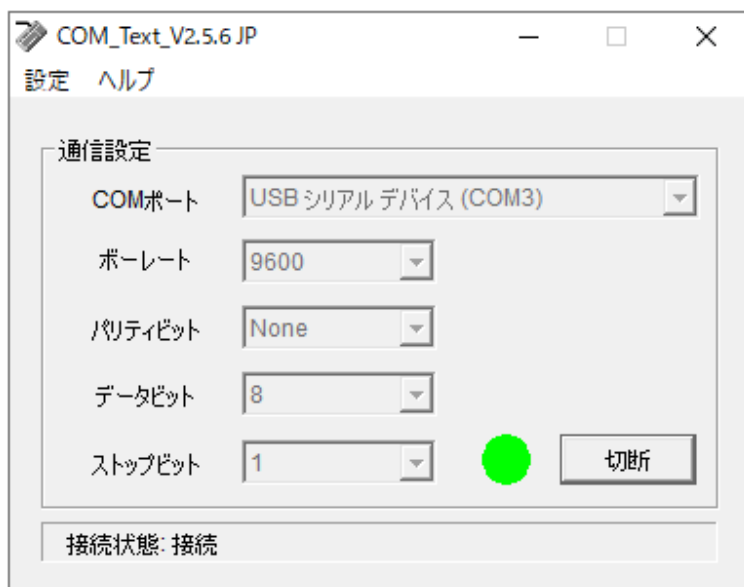 COM_Text_V2.5.6 JP
設定 ヘルプ
通信設定
COMポート USB シリアル デバイス (COM3)
ボーレート 9600
パリティビット None
データビット 8
ストップビット 1 切断
接続状態: 接続